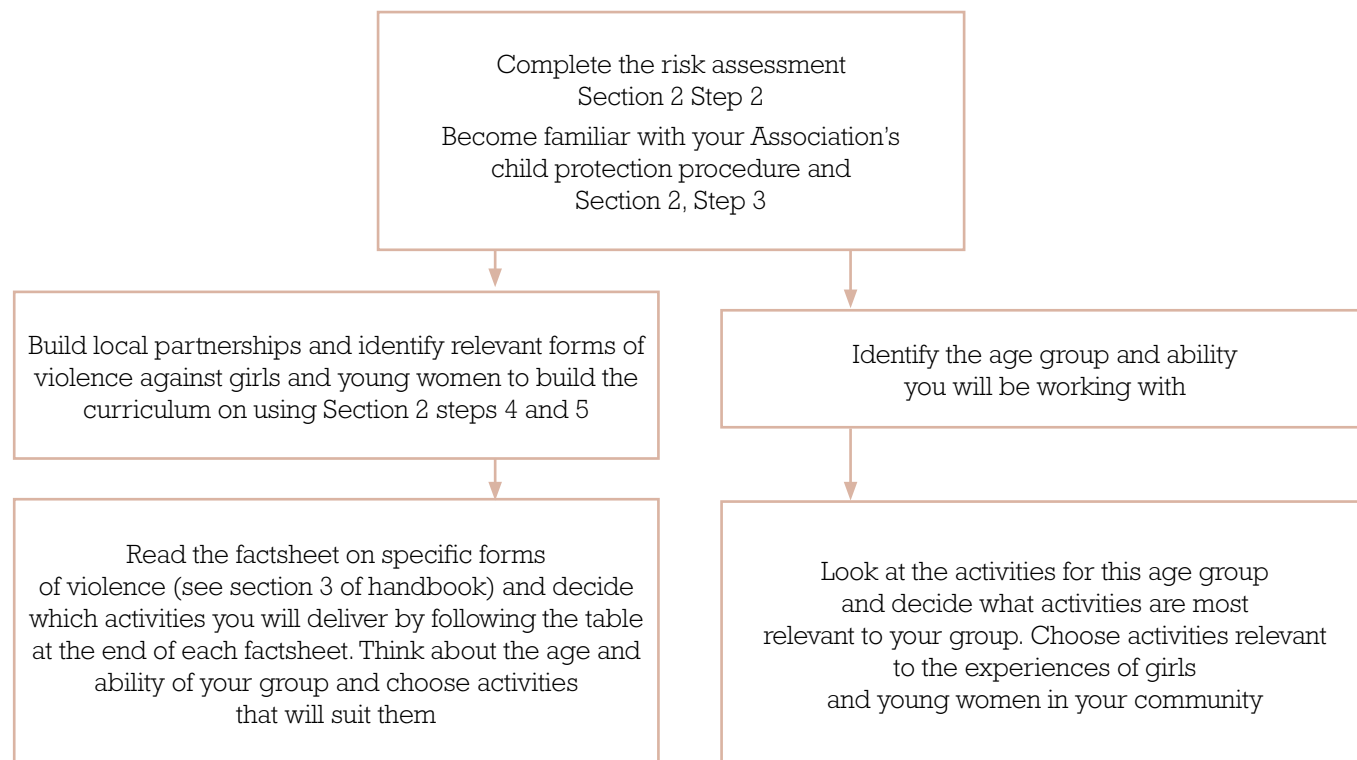 Complete the risk assessment
Section 2 Step 2
Become familiar with your Association’s
child protection procedure and
Section 2, Step 3
Build local partnerships and identify relevant forms of
violence against girls and young women to build the
curriculum on using Section 2 steps 4 and 5
Identify the age group and ability
you will be working with
Read the factsheet on specific forms
of violence (see section 3 of handbook) and decide
which activities you will deliver by following the table
at the end of each factsheet. Think about the age and
ability of your group and choose activities
that will suit them
Look at the activities for this age group
and decide what activities are most
relevant to your group. Choose activities relevant
to the experiences of girls
and young women in your community